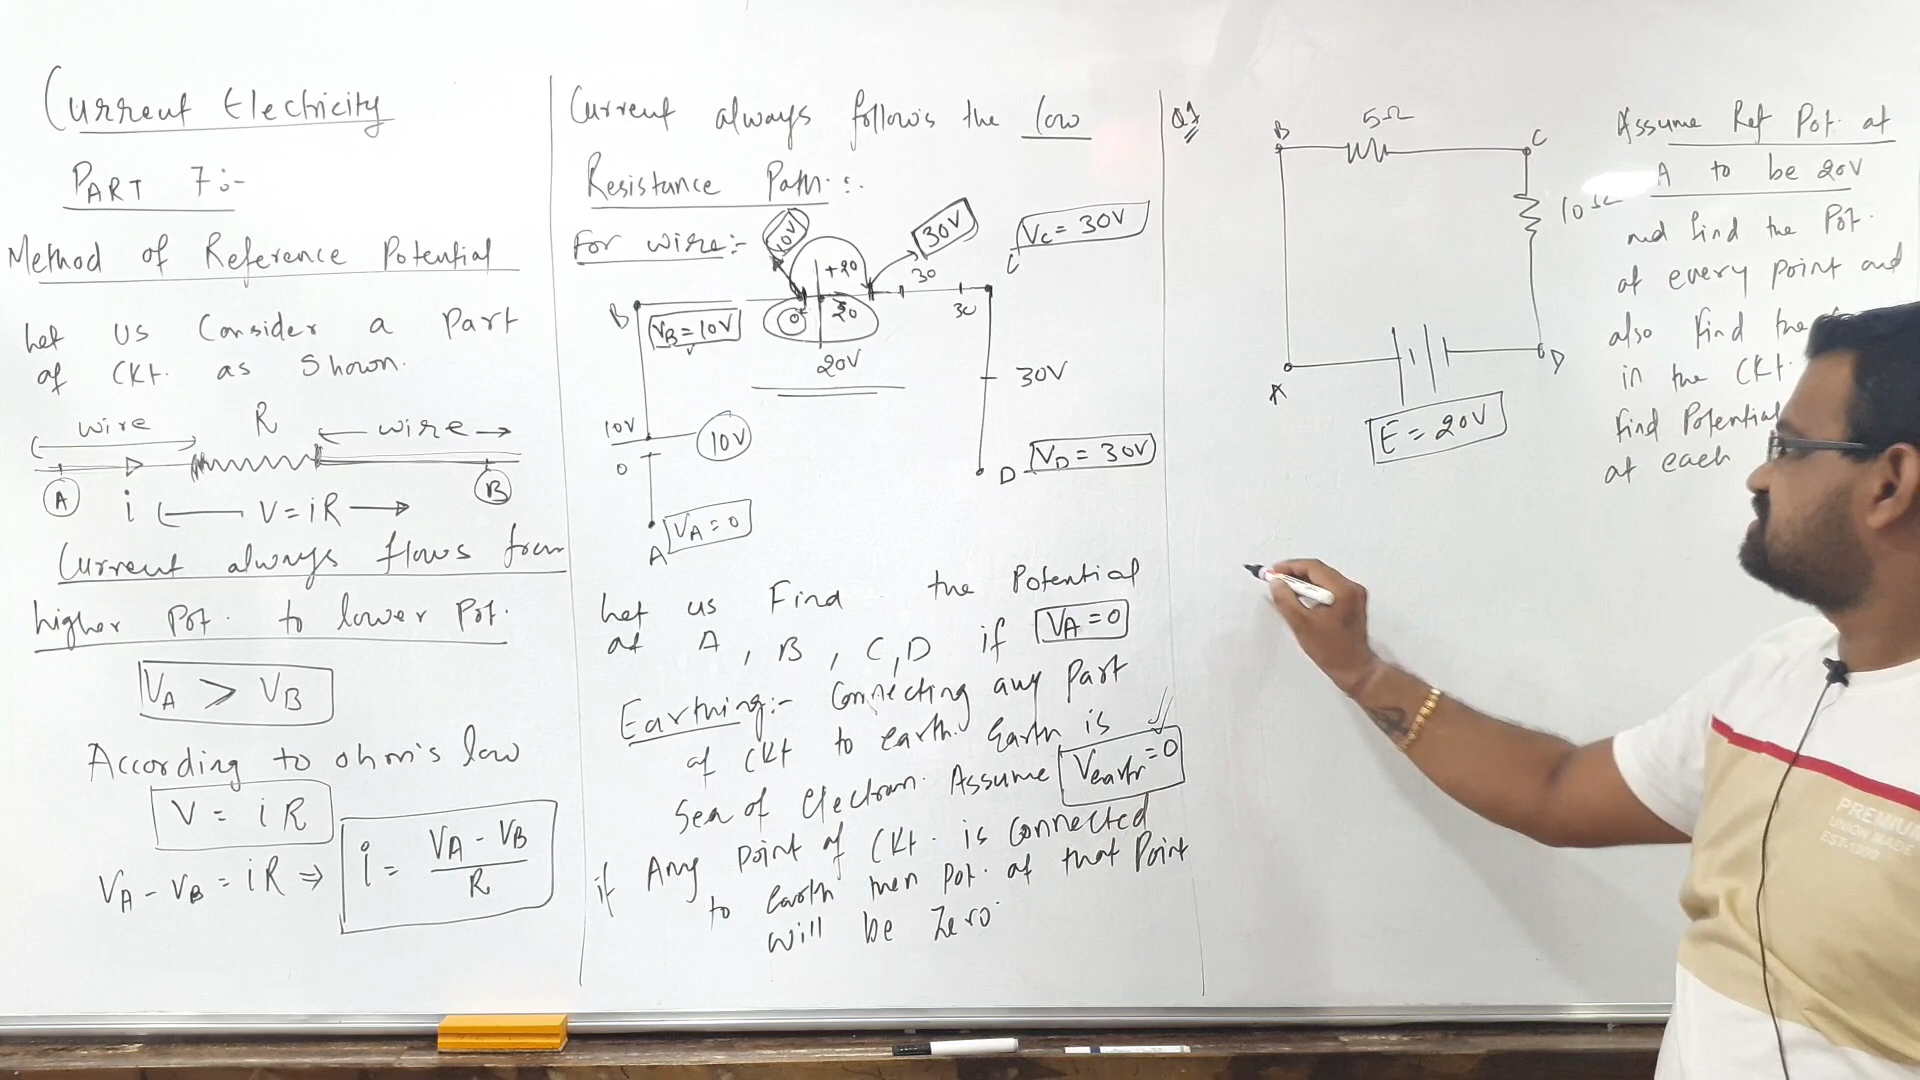 Current Electricity
PART 7:-
Method of Reference Potential
Let us Consider a Part
of CKt. as Shown.
wire R wire
A i V = iR B
Current always flows from
higher Pot. to lower Pot.
VA > VB
According to ohm's law
V = iR
VA - VB = iR ⇒ i = VA - VB / R
Current always follows the low
Resistance Path:.
For wire:- 10V 30V VC = 30V
+20 30 C
B VB = 10V 0 20 30
20V 30V
10V 10V
0 D VD = 30V
A VA = 0
Let us Find the Potential
at A, B, C, D if VA = 0
Earthing:- Connecting any Part
of CKt to earth. Earth is
Sea of electron. Assume Vearth = 0
if Any Point of CKt. is Connected
to Earth then Pot. of that Point
will be Zero.
Q1
B 5Ω C
10Ω
A D
E = 20V
Assume Ref Pot. at
A to be 20V
and find the Pot.
at every point and
also find the
in the CKt.
Find Potential
at each
PREMIUM
UNION MADE